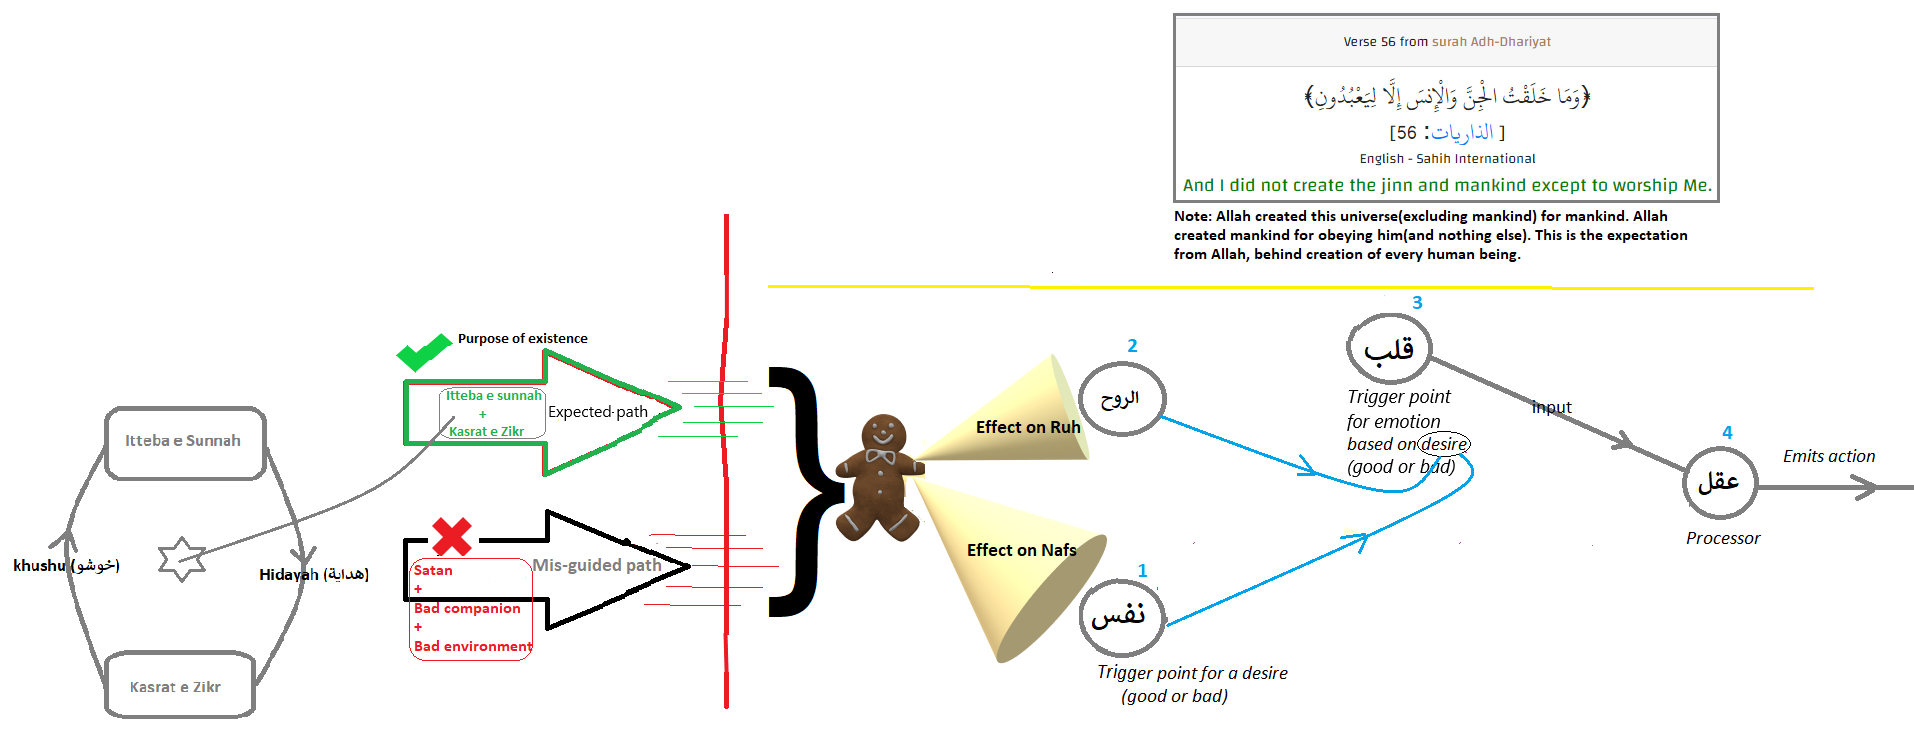 Verse 56 from surah Adh-Dhariyat
﴿وَمَا خَلَقْتُ الْجِنَّ وَالْإِنسَ إِلَّا لِيَعْبُدُونِ﴾
[ الذاريات: 56]
English - Sahih International
And I did not create the jinn and mankind except to worship Me.
Note: Allah created this universe(excluding mankind) for mankind. Allah
created mankind for obeying him(and nothing else). This is the expectation
from Allah, behind creation of every human being.
Itteba e Sunnah
khushu (خوشو)
Hidayah (هداية)
Kasrat e Zikr
Purpose of existence
Itteba e sunnah
+
Kasrat e Zikr
Expected path
Satan
+
Bad companion
+
Bad environment
Mis-guided path
Effect on Ruh
Effect on Nafs
2
الروح
1
نفس
Trigger point for a desire
(good or bad)
3
قلب
Trigger point
for emotion
based on desire
(good or bad)
input
4
عقل
Processor
Emits action